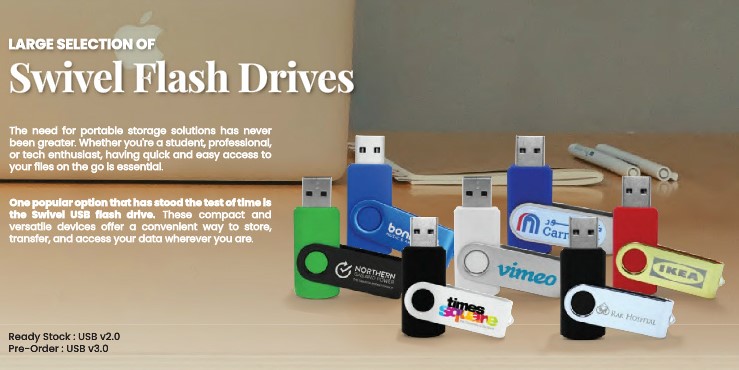 LARGE SELECTION OF
Swivel Flash Drives
The need for portable storage solutions has never
been greater. Whether you're a student, professional,
or tech enthusiast, having quick and easy access to
your files on the go is essential.
One popular option that has stood the test of time is
the Swivel USB flash drive. These compact and
versatile devices offer a convenient way to store,
transfer, and access your data wherever you are.
NORTHERN
times
square
vimeo
IKEA
RAK HOSPITAL
Ready Stock : USB v2.0
Pre-Order : USB v3.0